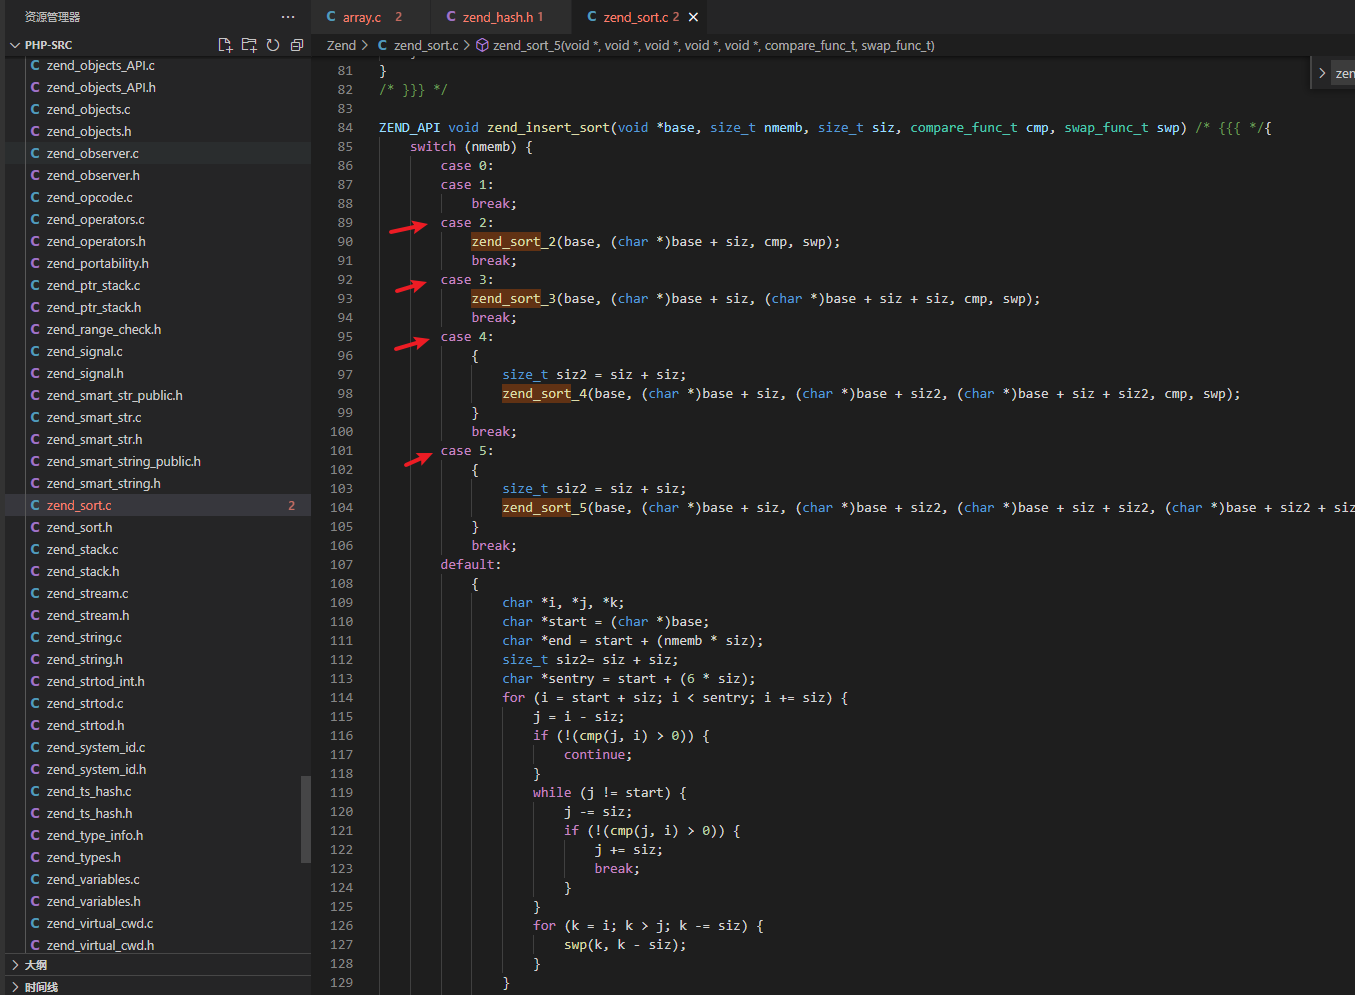 资源管理器 ···
PHP-SRC
C zend_objects_API.c
C zend_objects_API.h
C zend_objects.c
C zend_objects.h
C zend_observer.c
C zend_observer.h
C zend_opcode.c
C zend_operators.c
C zend_operators.h
C zend_portability.h
C zend_ptr_stack.c
C zend_ptr_stack.h
C zend_range_check.h
C zend_signal.c
C zend_signal.h
C zend_smart_str_public.h
C zend_smart_str.c
C zend_smart_str.h
C zend_smart_string_public.h
C zend_smart_string.h
C zend_sort.c 2
C zend_sort.h
C zend_stack.c
C zend_stack.h
C zend_stream.c
C zend_stream.h
C zend_string.c
C zend_string.h
C zend_strtod_int.h
C zend_strtod.c
C zend_strtod.h
C zend_system_id.c
C zend_system_id.h
C zend_ts_hash.c
C zend_ts_hash.h
C zend_type_info.h
C zend_types.h
C zend_variables.c
C zend_variables.h
C zend_virtual_cwd.c
C zend_virtual_cwd.h
大纲
时间线
C array.c 2 C zend_hash.h 1 C zend_sort.c 2 ×
Zend > C zend_sort.c > zend_sort_5(void *, void *, void *, void *, void *, compare_func_t, swap_func_t)
> zen
81 }
82 /* }}} */
83
84 ZEND_API void zend_insert_sort(void *base, size_t nmemb, size_t siz, compare_func_t cmp, swap_func_t swp) /* {{{ */{
85 switch (nmemb) {
86 case 0:
87 case 1:
88 break;
89 case 2:
90 zend_sort_2(base, (char *)base + siz, cmp, swp);
91 break;
92 case 3:
93 zend_sort_3(base, (char *)base + siz, (char *)base + siz + siz, cmp, swp);
94 break;
95 case 4:
96 {
97 size_t siz2 = siz + siz;
98 zend_sort_4(base, (char *)base + siz, (char *)base + siz2, (char *)base + siz + siz2, cmp, swp);
99 }
100 break;
101 case 5:
102 {
103 size_t siz2 = siz + siz;
104 zend_sort_5(base, (char *)base + siz, (char *)base + siz2, (char *)base + siz + siz2, (char *)base + siz2 + siz
105 }
106 break;
107 default:
108 {
109 char *i, *j, *k;
110 char *start = (char *)base;
111 char *end = start + (nmemb * siz);
112 size_t siz2= siz + siz;
113 char *sentry = start + (6 * siz);
114 for (i = start + siz; i < sentry; i += siz) {
115 j = i - siz;
116 if (!(cmp(j, i) > 0)) {
117 continue;
118 }
119 while (j != start) {
120 j -= siz;
121 if (!(cmp(j, i) > 0)) {
122 j += siz;
123 break;
124 }
125 }
126 for (k = i; k > j; k -= siz) {
127 swp(k, k - siz);
128 }
129 }